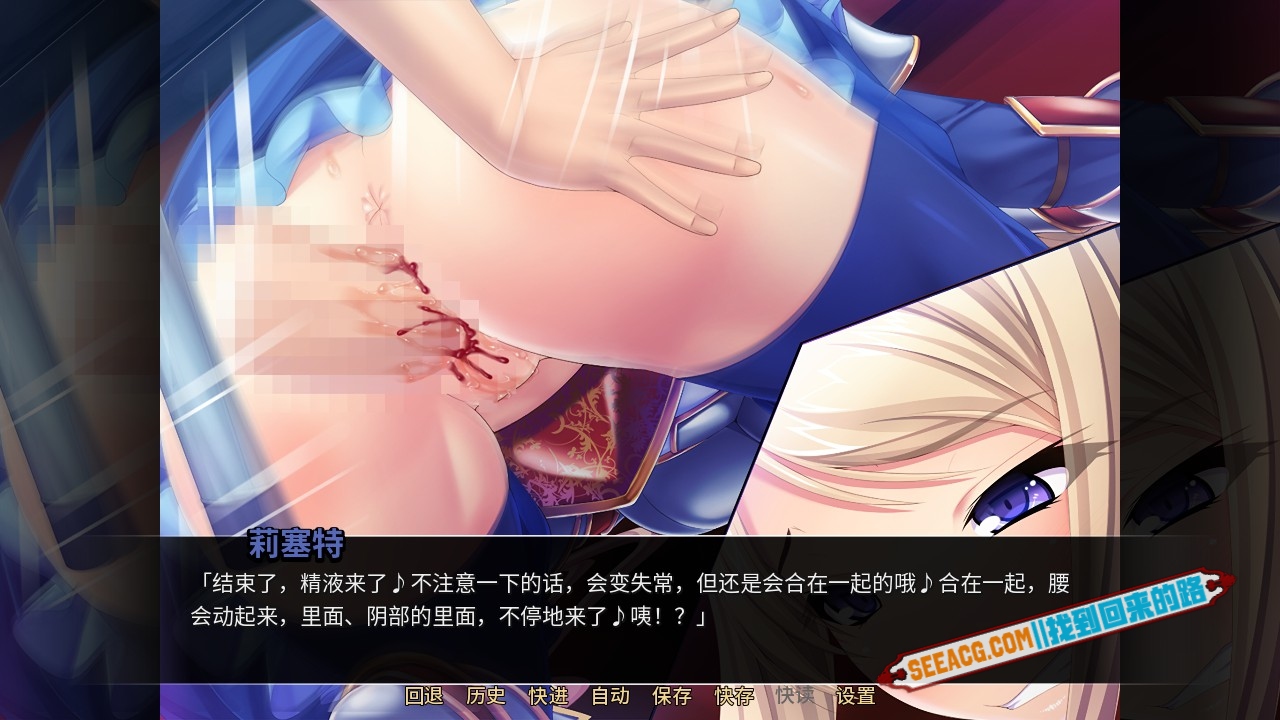 莉塞特
「结束了，精液来了♪不注意一下的话，会变失常，但还是会合在一起的哦♪合在一起，腰
会动起来，里面、阴部的里面，不停地来了♪咦！？」
SEEACG.COM||找到回来的路
回退 历史 快进 自动 保存 快存 快读 设置